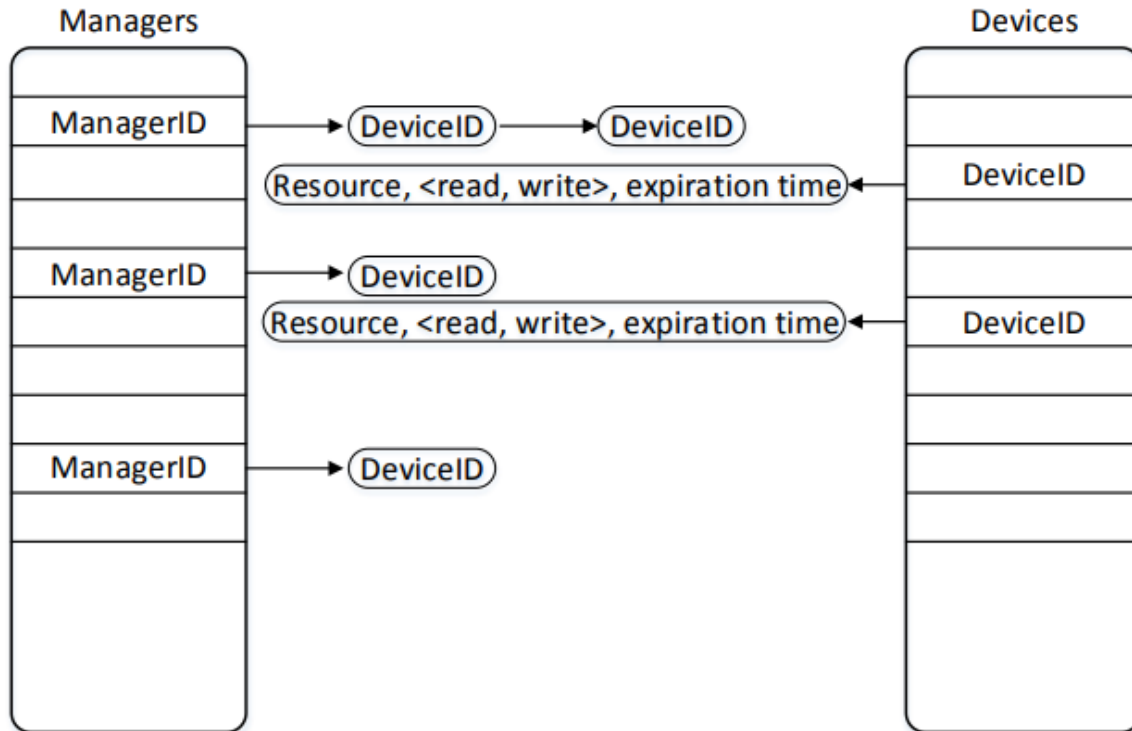 Managers
Devices
ManagerID
DeviceID
DeviceID
Resource, <read, write>, expiration time
DeviceID
ManagerID
DeviceID
Resource, <read, write>, expiration time
DeviceID
ManagerID
DeviceID